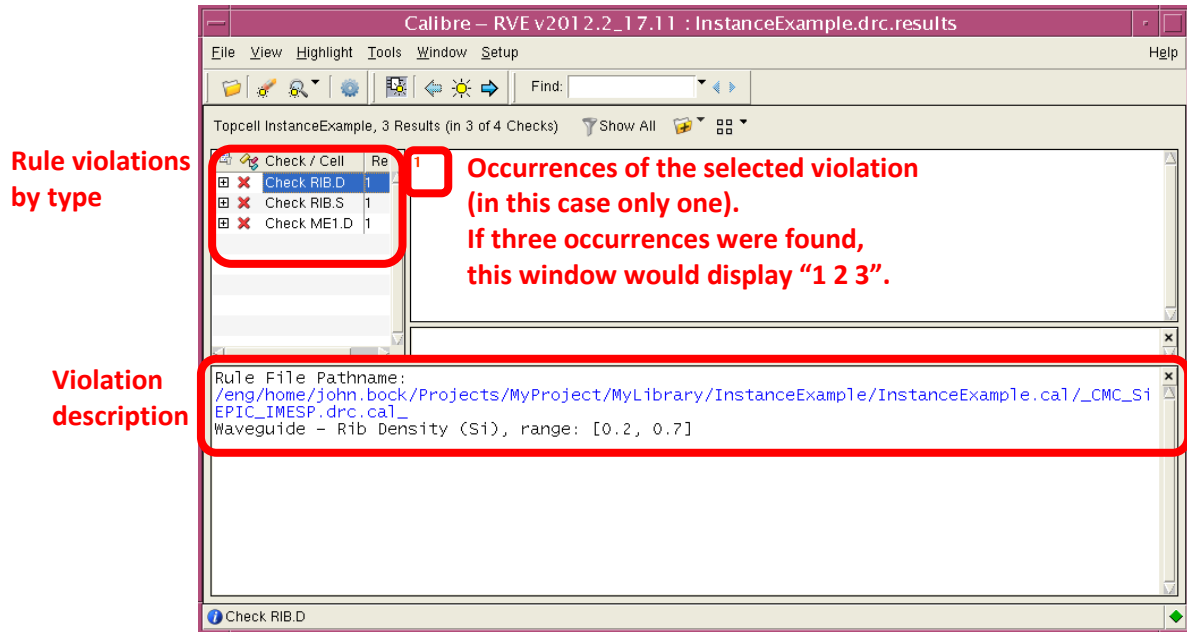 Calibre – RVE v2012.2_17.11 : InstanceExample.drc.results
File View Highlight Tools Window Setup Help
Find:
Topcell InstanceExample, 3 Results (in 3 of 4 Checks) Show All
Rule violations
by type
Check / Cell Re
Check RIB.D 1
Check RIB.S 1
Check ME1.D 1
1
Occurrences of the selected violation
(in this case only one).
If three occurrences were found,
this window would display “1 2 3”.
Violation
description
Rule File Pathname:
/eng/home/john.bock/Projects/MyProject/MyLibrary/InstanceExample/InstanceExample.cal/_CMC_Si
EPIC_IMESP.drc.cal_
Waveguide – Rib Density (Si), range: [0.2, 0.7]
Check RIB.D